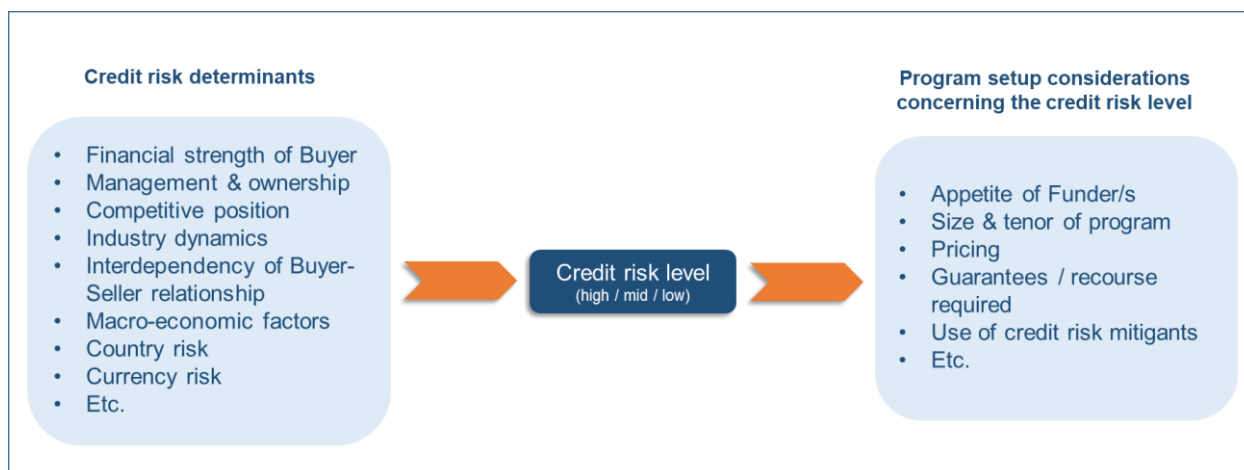 Credit risk determinants
• Financial strength of Buyer
• Management & ownership
• Competitive position
• Industry dynamics
• Interdependency of Buyer-
Seller relationship
• Macro-economic factors
• Country risk
• Currency risk
• Etc.
Credit risk level
(high / mid / low)
Program setup considerations
concerning the credit risk level
• Appetite of Funder/s
• Size & tenor of program
• Pricing
• Guarantees / recourse
required
• Use of credit risk mitigants
• Etc.